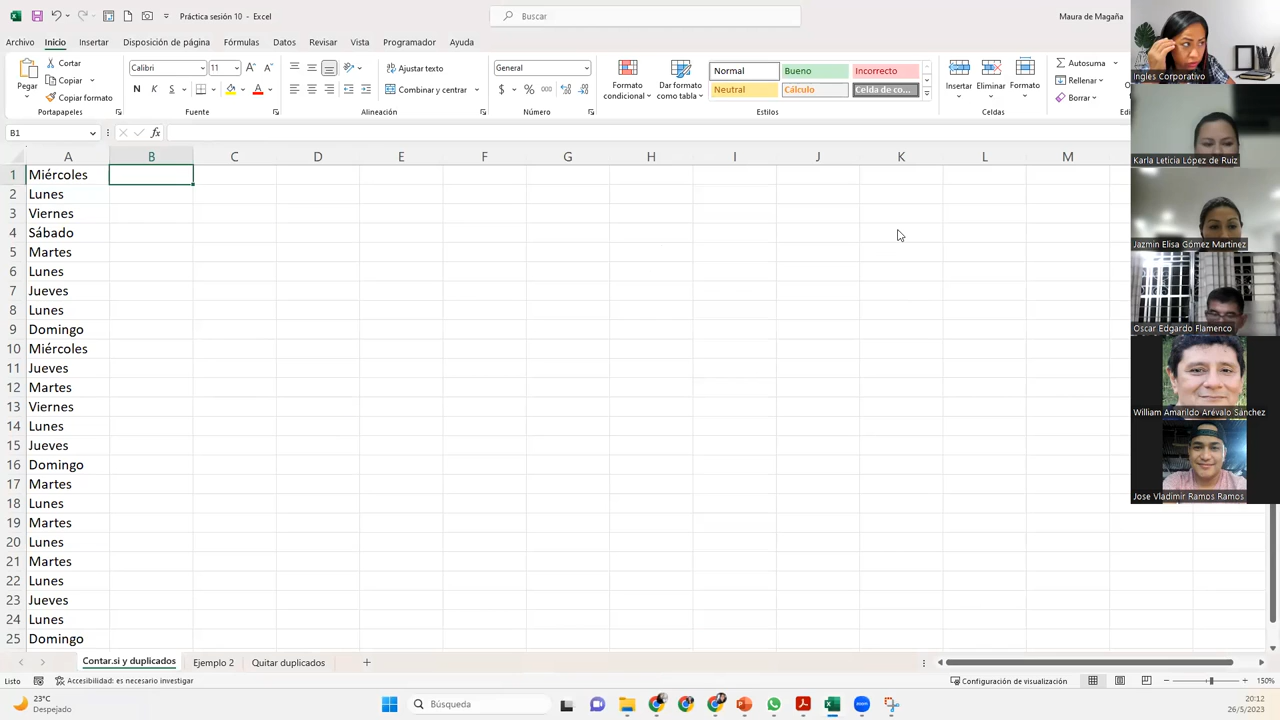 Práctica sesión 10 - Excel
Buscar
Maura de Magaña
Archivo Inicio Insertar Disposición de página Fórmulas Datos Revisar Vista Programador Ayuda
Pegar
Cortar
Copiar
Copiar formato
Portapapeles
Calibri 11
N K S
Fuente
Ajustar texto
Combinar y centrar
Alineación
General
$ % 000
Número
Formato condicional
Dar formato como tabla
Normal Bueno Incorrecto
Neutral Cálculo Celda de co...
Estilos
Insertar Eliminar Formato
Celdas
Autosuma
Rellenar
Borrar
B1
fx
A B C D E F G H I J K L M
1 Miércoles
2 Lunes
3 Viernes
4 Sábado
5 Martes
6 Lunes
7 Jueves
8 Lunes
9 Domingo
10 Miércoles
11 Jueves
12 Martes
13 Viernes
14 Lunes
15 Jueves
16 Domingo
17 Martes
18 Lunes
19 Martes
20 Lunes
21 Martes
22 Lunes
23 Jueves
24 Lunes
25 Domingo
Ingles Corporativo
Karla Leticia López de Ruiz
Jazmin Elisa Gómez Martinez
Oscar Edgardo Flamenco
William Amarildo Arévalo Sánchez
Jose Vladimir Ramos Ramos
Contar.si y duplicados Ejemplo 2 Quitar duplicados
Listo Accesibilidad: es necesario investigar
Configuración de visualización
150%
23°C
Despejado
Búsqueda
20:12
26/5/2023